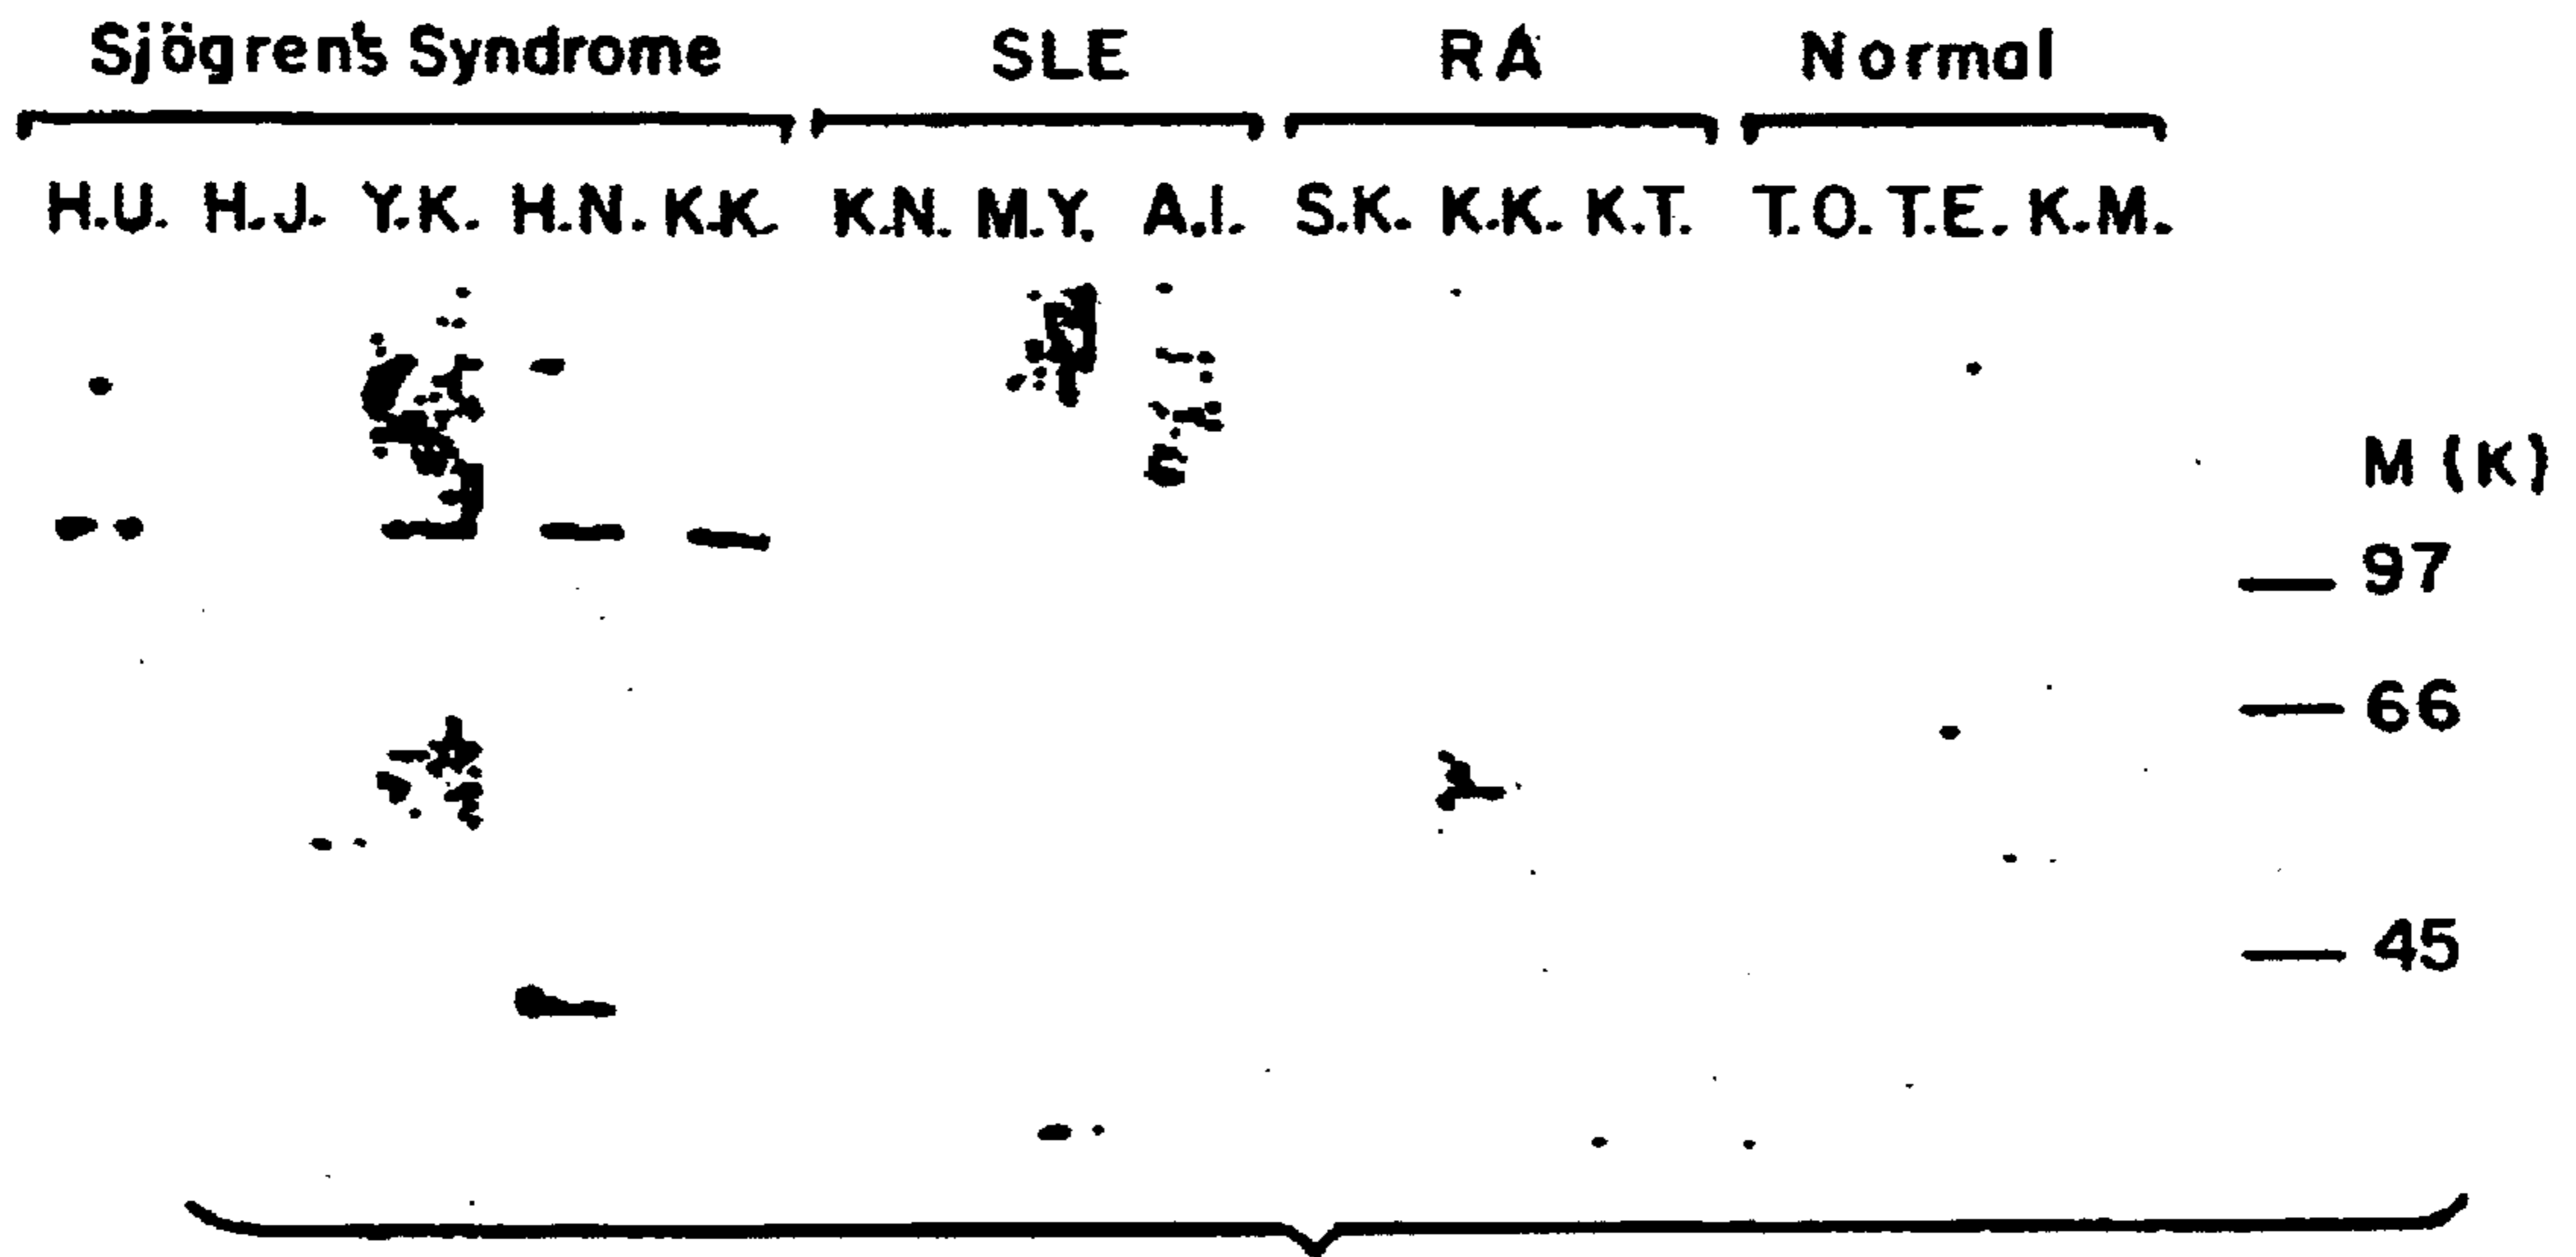 Sjögren's Syndrome SLE RA Normal
H.U. H.J. Y.K. H.N. K.K. K.N. M.Y. A.I. S.K. K.K. K.T. T.O. T.E. K.M.
M (K)
97
66
45